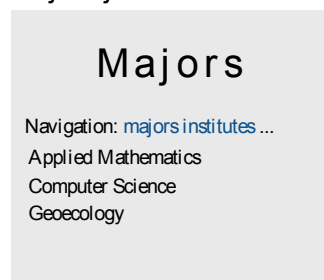 Majors
Navigation: majors institutes ...
Applied Mathematics
Computer Science
Geoecology